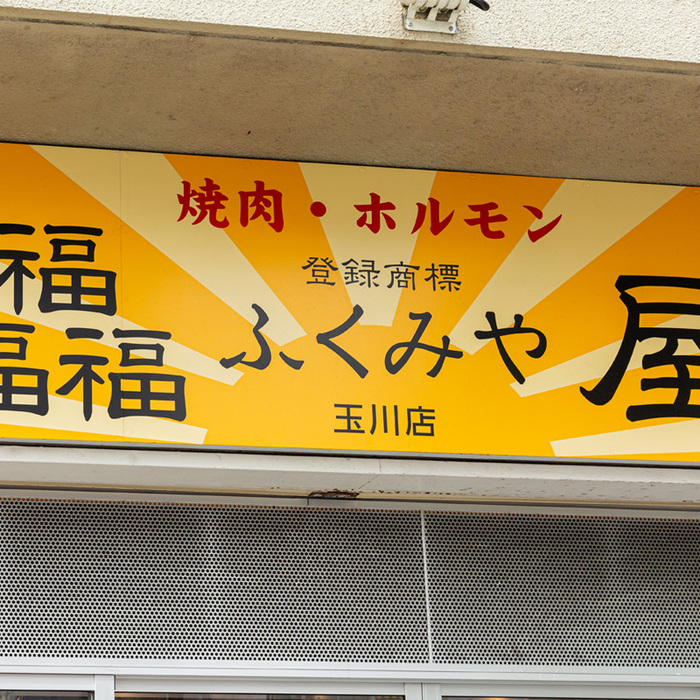 焼肉・ホルモン
登録商標
福
福福
ふくみや
屋
玉川店